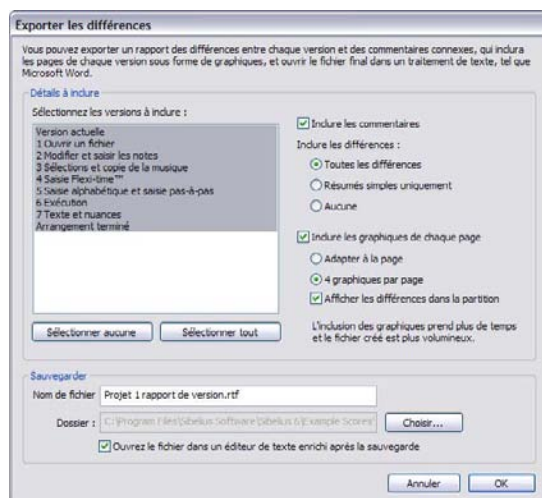 Exporter les différences
Vous pouvez exporter un rapport des différences entre chaque version et des commentaires connexes, qui inclura
les pages de chaque version sous forme de graphiques, et ouvrir le fichier final dans un traitement de texte, tel que
Microsoft Word.
Détails à inclure
Sélectionnez les versions à inclure :
Version actuelle
1 Ouvrir un fichier
2 Modifier et saisir les notes
3 Sélections et copie de la musique
4 Saisie Flexi-time™
5 Saisie alphabétique et saisie pas-à-pas
6 Exécution
7 Texte et nuances
Arrangement terminé
Sélectionner aucune
Sélectionner tout
Inclure les commentaires
Inclure les différences :
Toutes les différences
Résumés simples uniquement
Aucune
Inclure les graphiques de chaque page
Adapter à la page
4 graphiques par page
Afficher les différences dans la partition
L'inclusion des graphiques prend plus de temps
et le fichier créé est plus volumineux.
Sauvegarder
Nom de fichier Projet 1 rapport de version.rtf
Dossier : C:\Program Files\Sibelius Software\Sibelius 6\Example Scores\ Choisir...
Ouvrez le fichier dans un éditeur de texte enrichi après la sauvegarde
Annuler OK